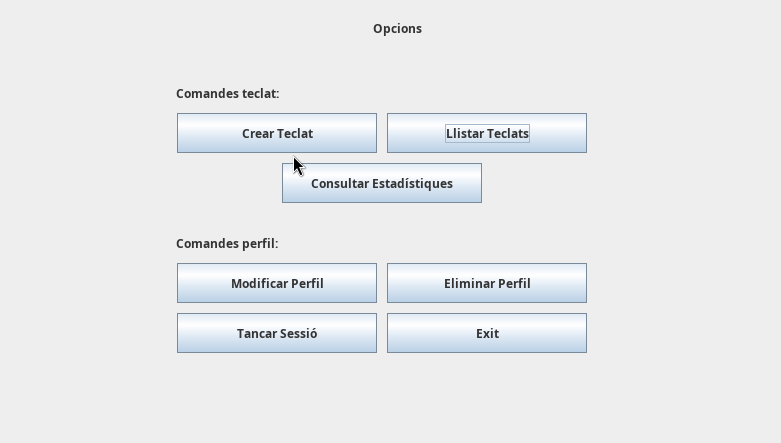 Opcions
Comandes teclat:
Crear Teclat
Llistar Teclats
Consultar Estadístiques
Comandes perfil:
Modificar Perfil
Eliminar Perfil
Tancar Sessió
Exit